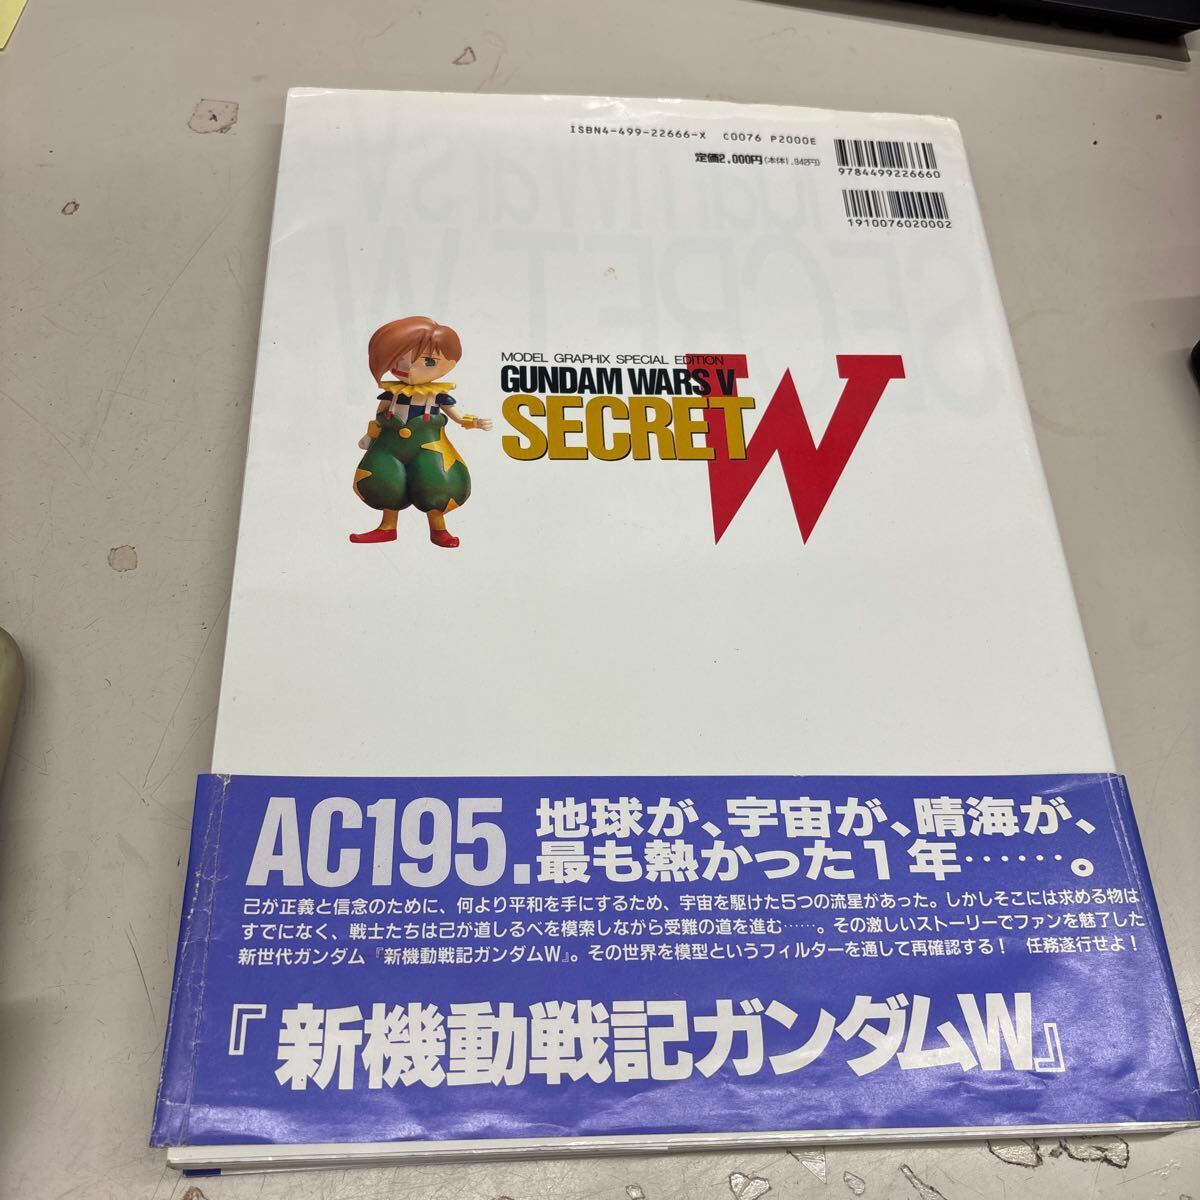 ISBN4-499-22666-X C0076 P2000E
定価2,000円(本体1,942円)
9784499226660
1910076020002
MODEL GRAPHIX SPECIAL EDITION
GUNDAM WARS V
SECRET W
AC195.
地球が、宇宙が、晴海が、
最も熱かった1年……。
己が正義と信念のために、何より平和を手にするため、宇宙を駆けた5つの流星があった。しかしそこには求める物は
すでになく、戦士たちは己が道しるべを模索しながら受難の道を進む……。その激しいストーリーでファンを魅了した
新世代ガンダム『新機動戦記ガンダムW』。その世界を模型というフィルターを通して再確認する！ 任務遂行せよ！
『新機動戦記ガンダムW』